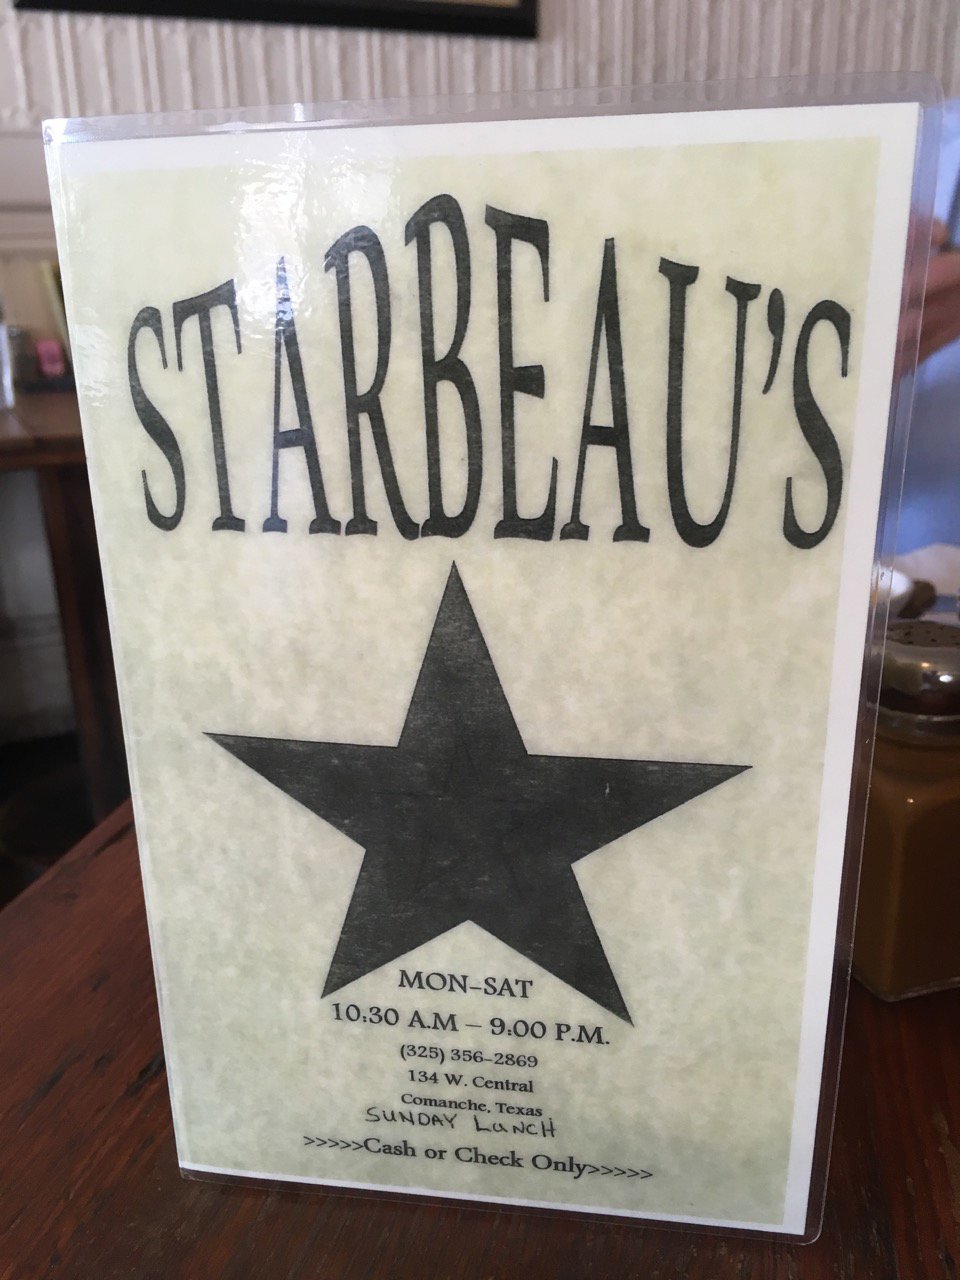 STARBEAU'S
MON-SAT
10:30 A.M – 9:00 P.M.
(325) 356-2869
134 W. Central
Comanche, Texas
SUNDAY LUNCH
>>>>>Cash or Check Only>>>>>